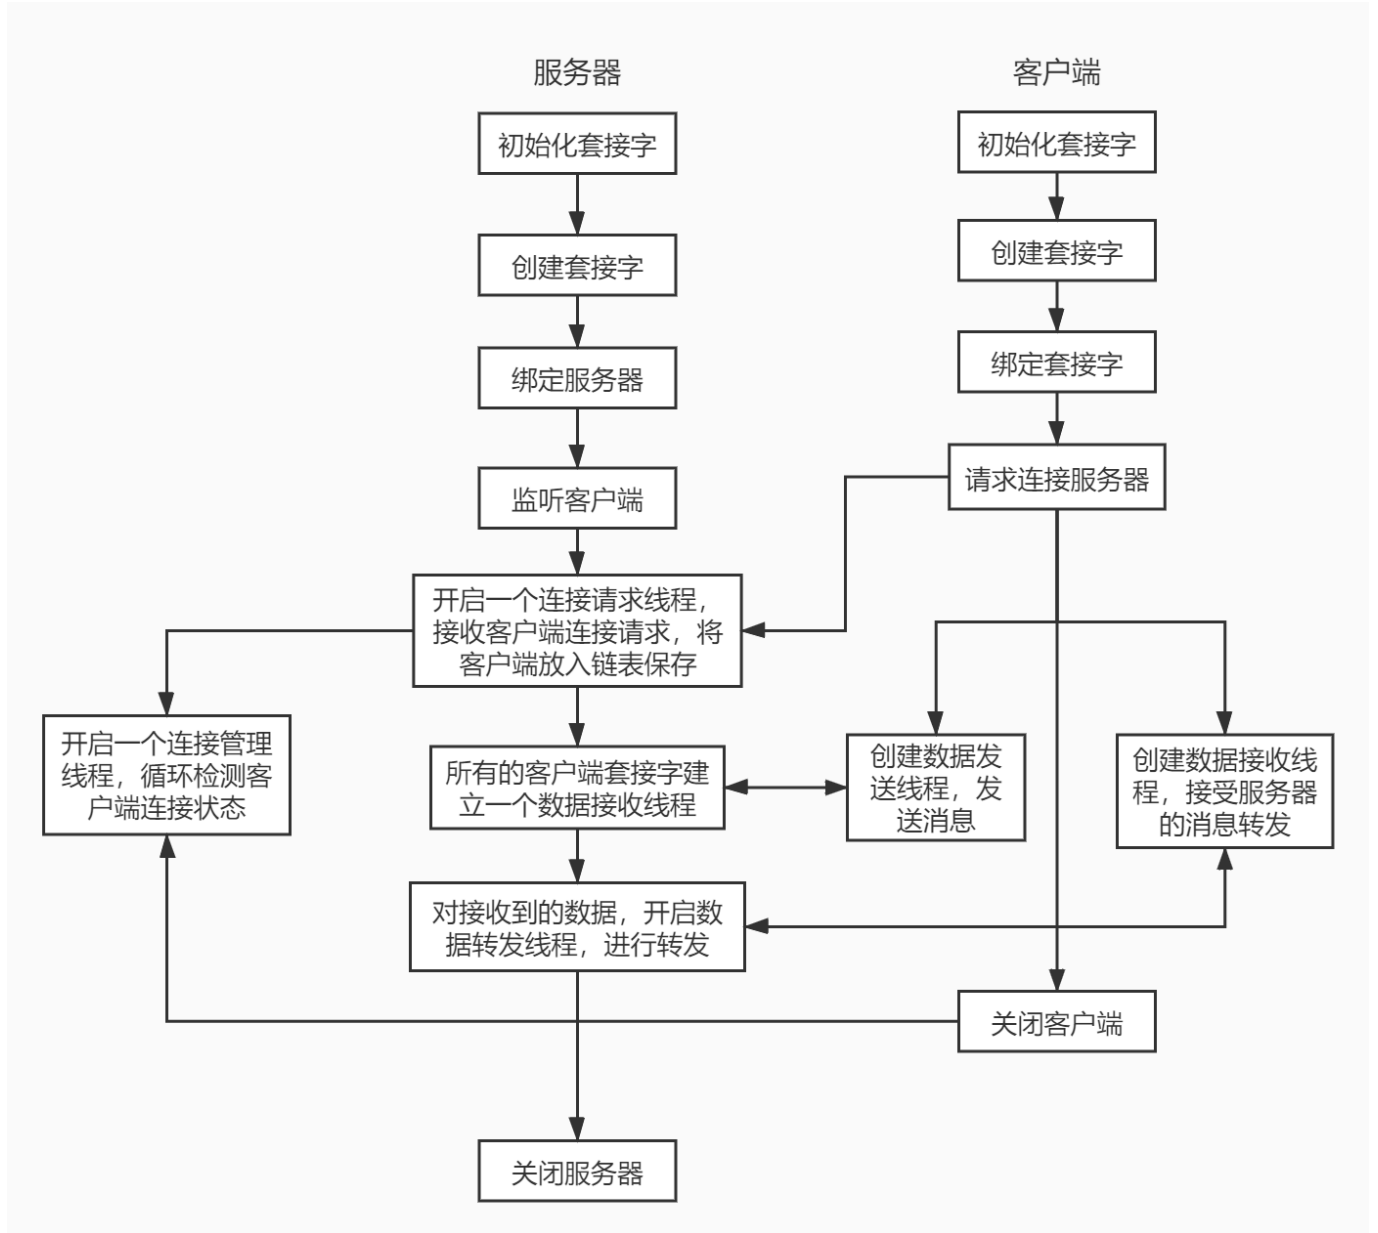 服务器
客户端
初始化套接字
初始化套接字
创建套接字
创建套接字
绑定服务器
绑定套接字
监听客户端
请求连接服务器
开启一个连接请求线程，
接收客户端连接请求，将
客户端放入链表保存
开启一个连接管理
线程，循环检测客
户端连接状态
所有的客户端套接字建
立一个数据接收线程
创建数据发
送线程，发
送消息
创建数据接收线
程，接受服务器
的消息转发
对接收到的数据，开启数
据转发线程，进行转发
关闭客户端
关闭服务器